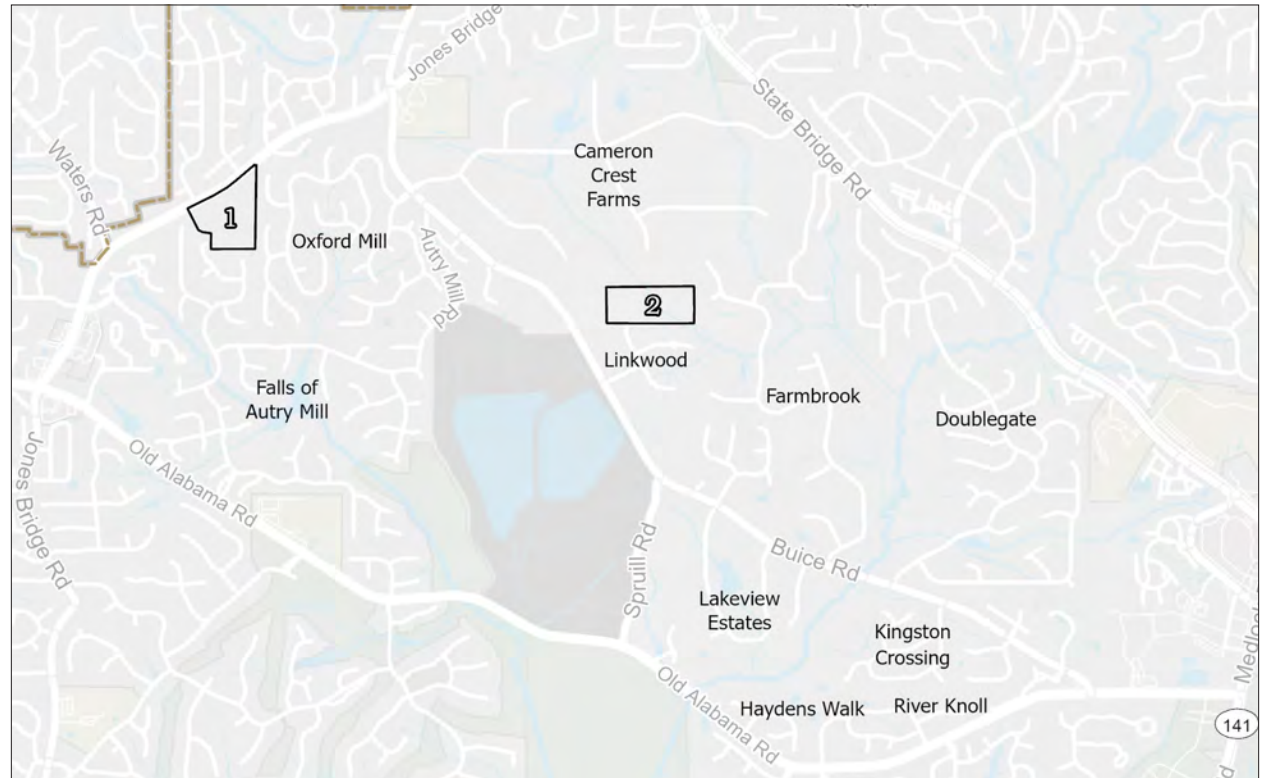 Jones Bridge
State Bridge Rd
Waters Rd
Cameron
Crest
Farms
1
Oxford Mill
Autry Mill
Rd
2
Linkwood
Falls of
Autry Mill
Farmbrook
Doublegate
Jones Bridge Rd
Old Alabama Rd
Spruill Rd
Buice Rd
Lakeview
Estates
Kingston
Crossing
Medlock
Old Alabama Rd
Haydens Walk
River Knoll
141